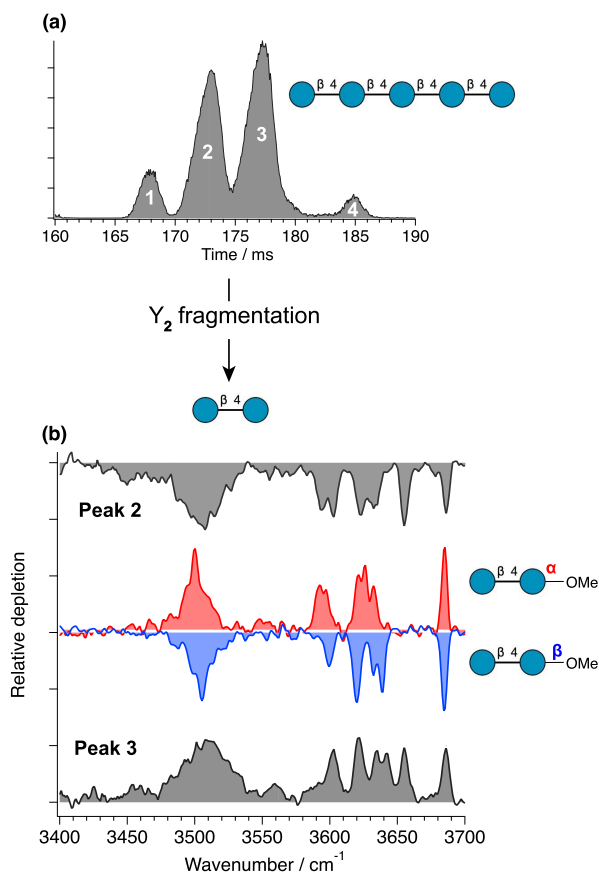 (a)
1
2
3
4
β 4 β 4 β 4 β 4
160 165 170 175 180 185 190
Time / ms
Y2 fragmentation
β 4
(b)
Peak 2
β 4 α OMe
β 4 β OMe
Peak 3
Relative depletion
3400 3450 3500 3550 3600 3650 3700
Wavenumber / cm-1